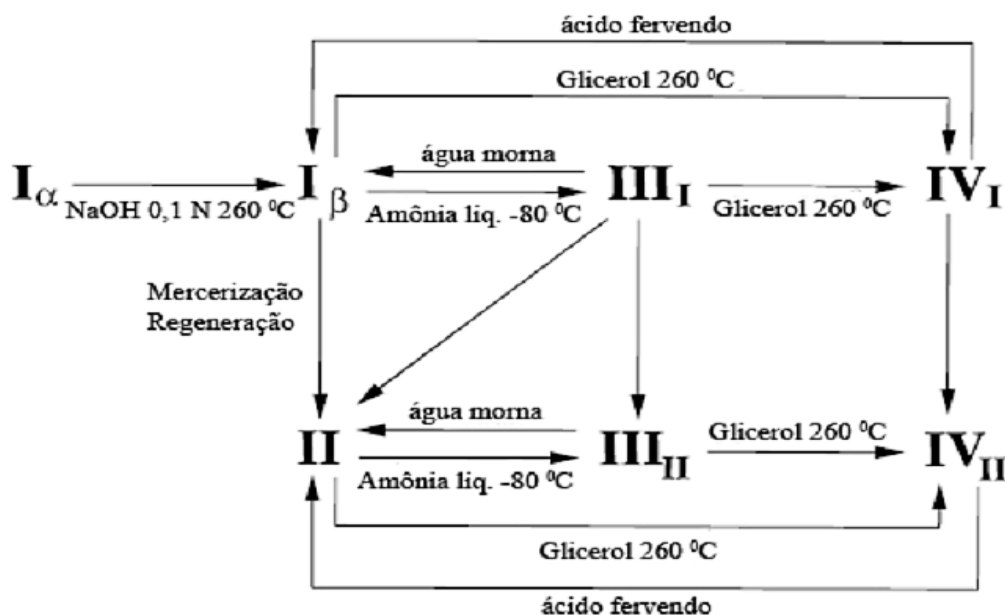 ácido fervendo
Glicerol 260 ⁰C
água morna
Iα NaOH 0,1 N 260 ⁰C Iβ Amônia liq. -80 ⁰C IIII Glicerol 260 ⁰C IVI
Mercerização
Regeneração
água morna
Glicerol 260 ⁰C
II Amônia liq. -80 ⁰C IIIII IVII
Glicerol 260 ⁰C
ácido fervendo